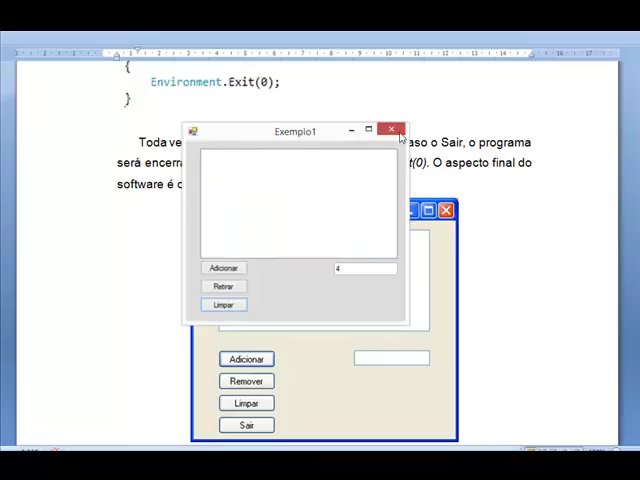 {
Environment.Exit(0);
}
Exemplo1
Toda ve aso o Sair, o programa
será encerra it(0). O aspecto final do
software é
Adicionar
4
Retirar
Limpar
Adicionar
Remover
Limpar
Sair